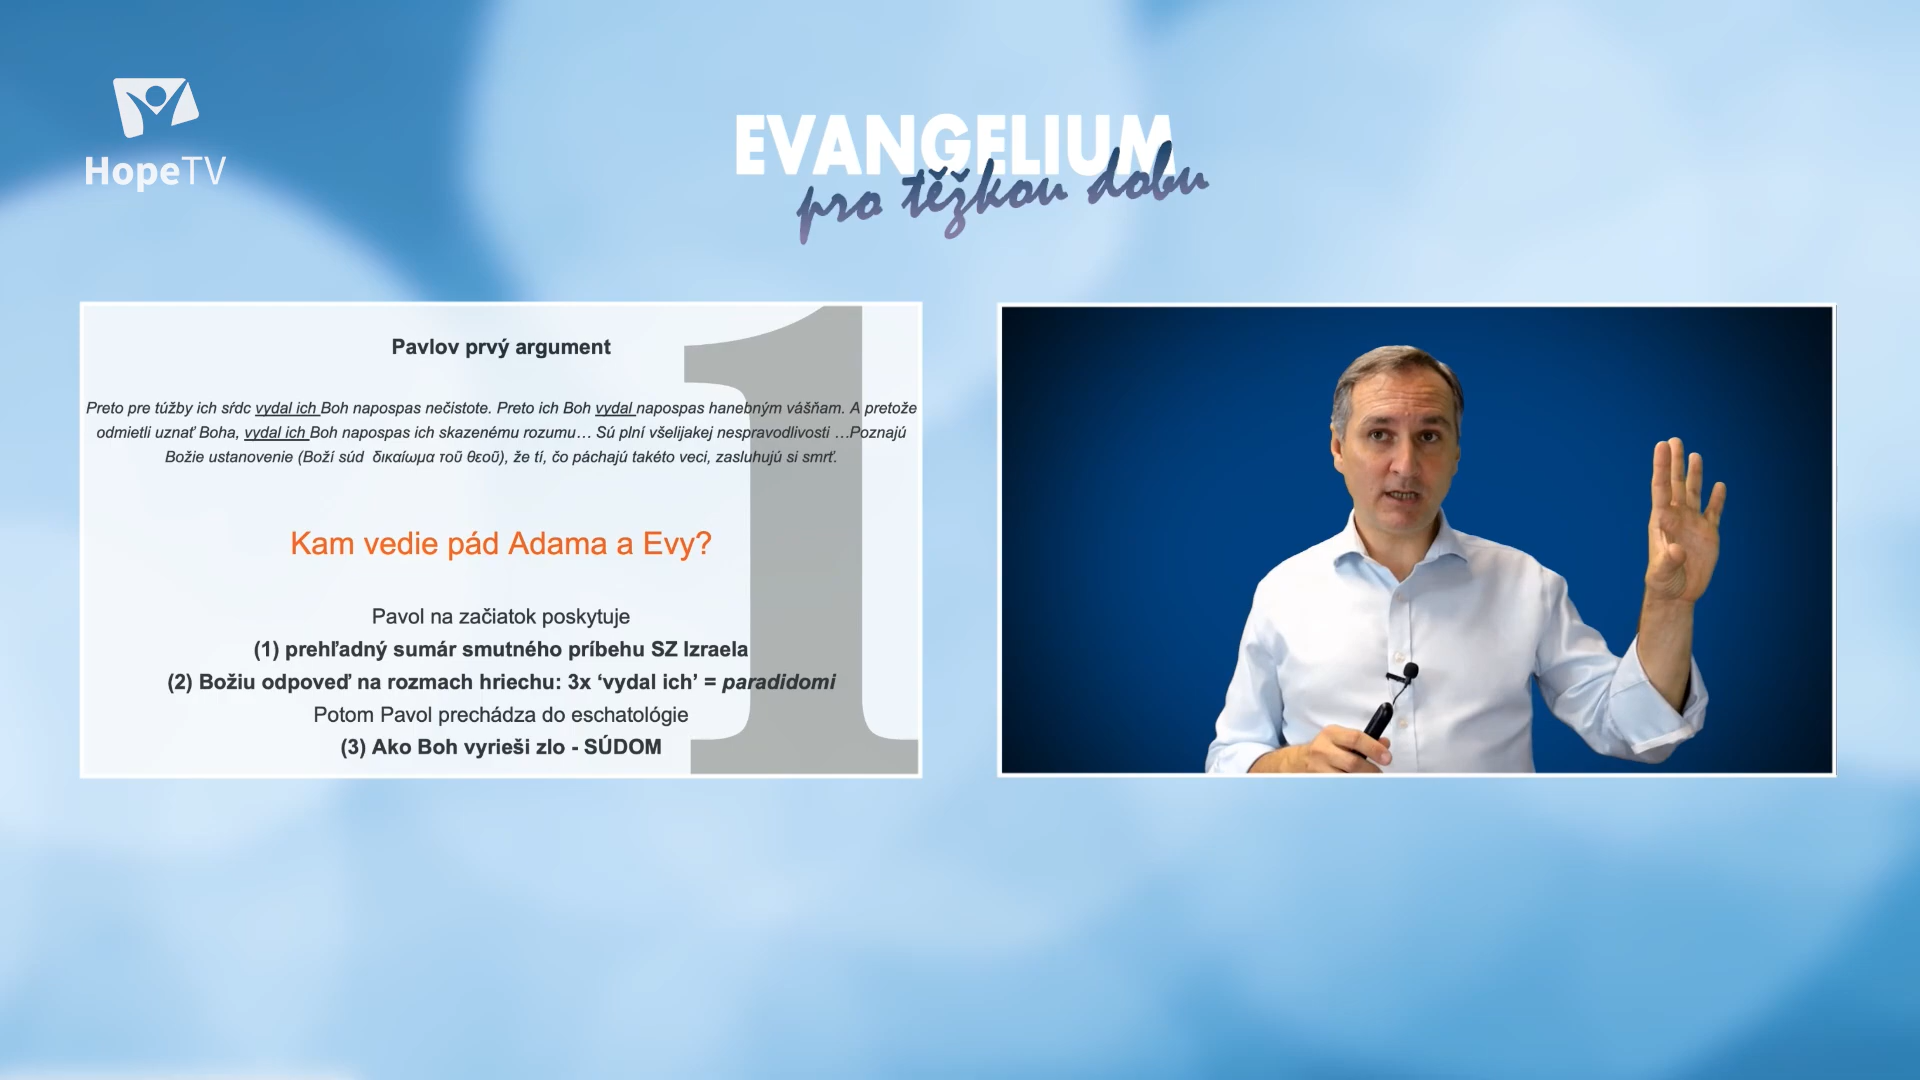 HopeTV
EVANGELIUM
pro těžkou dobu
1
Pavlov prvý argument
Preto pre túžby ich sŕdc vydal ich Boh napospas nečistote. Preto ich Boh vydal napospas hanebným vášňam. A pretože
odmietli uznať Boha, vydal ich Boh napospas ich skazenému rozumu… Sú plní všelijakej nespravodlivosti …Poznajú
Božie ustanovenie (Boží súd δικαίωμα τοῦ θεοῦ), že tí, čo páchajú takéto veci, zasluhujú si smrť.
Kam vedie pád Adama a Evy?
Pavol na začiatok poskytuje
(1) prehľadný sumár smutného príbehu SZ Izraela
(2) Božiu odpoveď na rozmach hriechu: 3x ‘vydal ich’ = paradidomi
Potom Pavol prechádza do eschatológie
(3) Ako Boh vyrieši zlo - SÚDOM